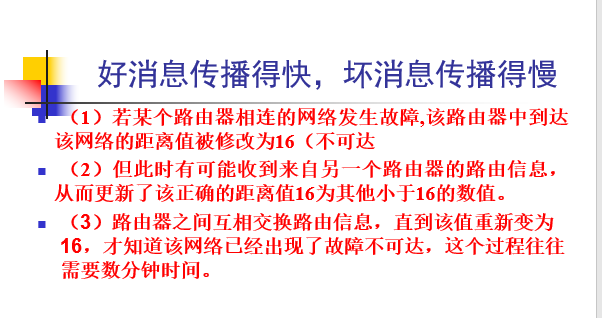 好消息传播得快，坏消息传播得慢
（1）若某个路由器相连的网络发生故障,该路由器中到达
该网络的距离值被修改为16（不可达
（2）但此时有可能收到来自另一个路由器的路由信息，
从而更新了该正确的距离值16为其他小于16的数值。
（3）路由器之间互相交换路由信息，直到该值重新变为
16，才知道该网络已经出现了故障不可达，这个过程往往
需要数分钟时间。